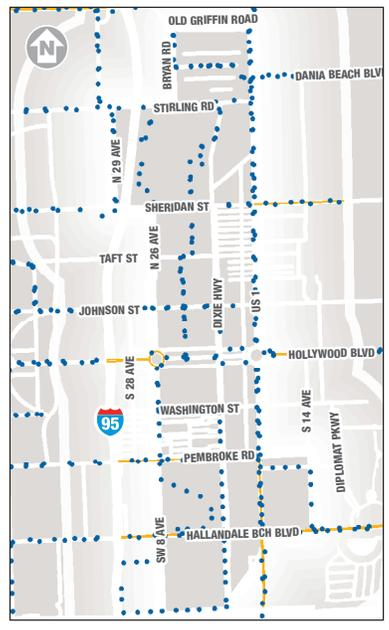 OLD GRIFFIN ROAD
N
BRYAN RD
DANIA BEACH BLV
STIRLING RD
N 29 AVE
SHERIDAN ST
N 26 AVE
TAFT ST
DIXIE HWY
US 1
JOHNSON ST
HOLLYWOOD BLVD
S 28 AVE
S 14 AVE
WASHINGTON ST
95
DIPLOMAT PKWY
PEMBROKE RD
SW 8 AVE
HALLANDALE BCH BLVD